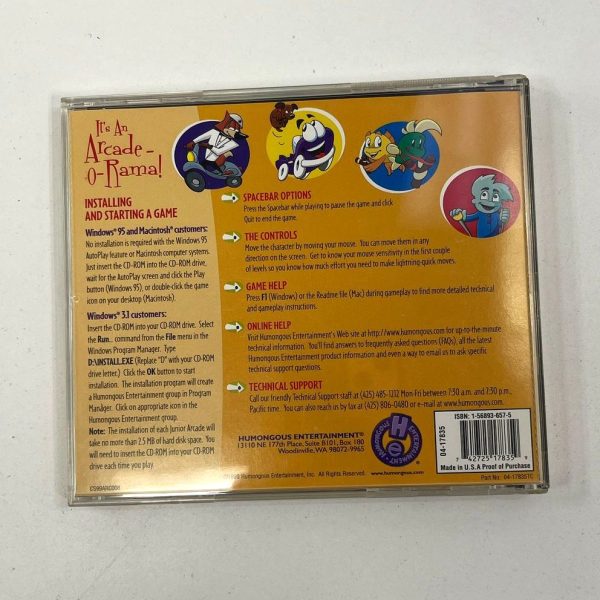 It's An
Arcade-
o-Rama!
INSTALLING
AND STARTING A GAME
Windows® 95 and Macintosh® customers:
No installation is required with the Windows 95
AutoPlay feature or Macintosh computer systems.
Just insert the CD-ROM into the CD-ROM drive,
wait for the AutoPlay screen and click the Play
button (Windows 95), or double-click the game
icon on your desktop (Macintosh).
Windows® 3.1 customers:
Insert the CD-ROM into your CD-ROM drive. Select
the Run... command from the File menu in the
Windows Program Manager. Type
D:\INSTALL.EXE (Replace "D" with your CD-ROM
drive letter.) Click the OK button to start
installation. The installation program will create
a Humongous Entertainment group in Program
Manager. Click on appropriate icon in the
Humongous Entertainment group.
Note: The installation of each Junior Arcade will
take no more than 2.5 MB of hard disk space. You
will need to insert the CD-ROM into your CD-ROM
drive each time you play.
SPACEBAR OPTIONS
Press the Spacebar while playing to pause the game and click
Quit to end the game.
THE CONTROLS
Move the character by moving your mouse. You can move them in any
direction on the screen. Get to know your mouse sensitivity in the first couple
of levels so you know how much effort you need to make lightning-quick moves.
GAME HELP
Press F1 (Windows) or the Readme file (Mac) during gameplay to find more detailed technical
and gameplay instructions.
ONLINE HELP
Visit Humongous Entertainment's Web site at http://www.humongous.com for up-to-the-minute
technical information. You'll find answers to frequently asked questions (FAQs), all the latest
Humongous Entertainment product information and even a way to email us to ask specific
technical support questions.
TECHNICAL SUPPORT
Call our friendly Technical Support staff at (425) 485-1212 Mon-Fri between 7:30 a.m. and 7:30 p.m.,
Pacific time. You can also reach us by fax at (425) 806-0480 or e-mail at www.humongous.com.
HUMONGOUS ENTERTAINMENT®
13110 NE 177th Place, Suite B101, Box 180
Woodinville, WA 98072-9965
HUMONGOUS ENTERTAINMENT
H
e
ISBN: 1-56893-657-5
04-17835
7 42725 17835 9
Made in U.S.A Proof of Purchase
Humongous Entertainment, Inc. All Rights Reserved.
www.humongous.com
Part No: 04-17835TC